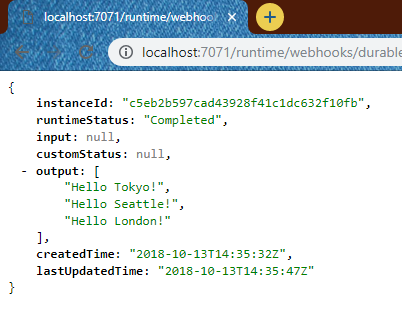 localhost:7071/runtime/webhoo
localhost:7071/runtime/webhooks/durable
{
instanceId: "c5eb2b597cad43928f41c1dc632f10fb",
runtimeStatus: "Completed",
input: null,
customStatus: null,
- output: [
"Hello Tokyo!",
"Hello Seattle!",
"Hello London!"
],
createdTime: "2018-10-13T14:35:32Z",
lastUpdatedTime: "2018-10-13T14:35:47Z"
}